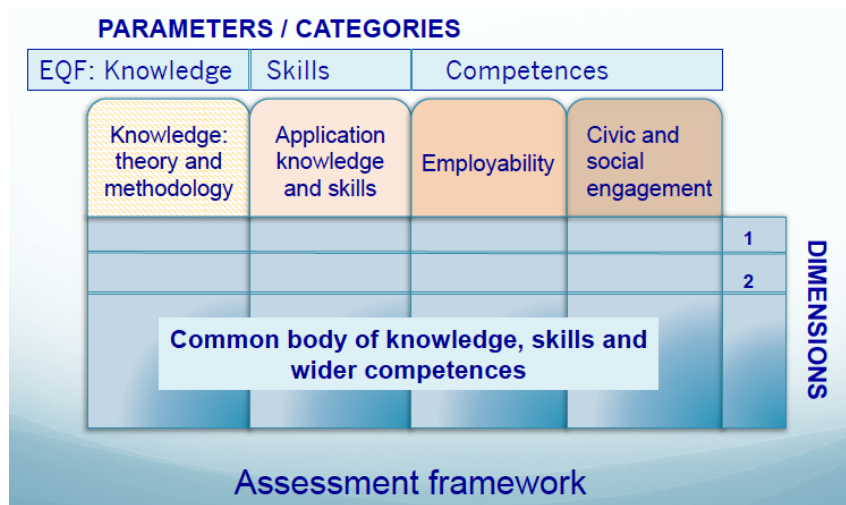 PARAMETERS / CATEGORIES
EQF: Knowledge Skills Competences
Knowledge:
theory and
methodology
Application
knowledge
and skills
Employability
Civic and
social
engagement
1
2
DIMENSIONS
Common body of knowledge, skills and
wider competences
Assessment framework